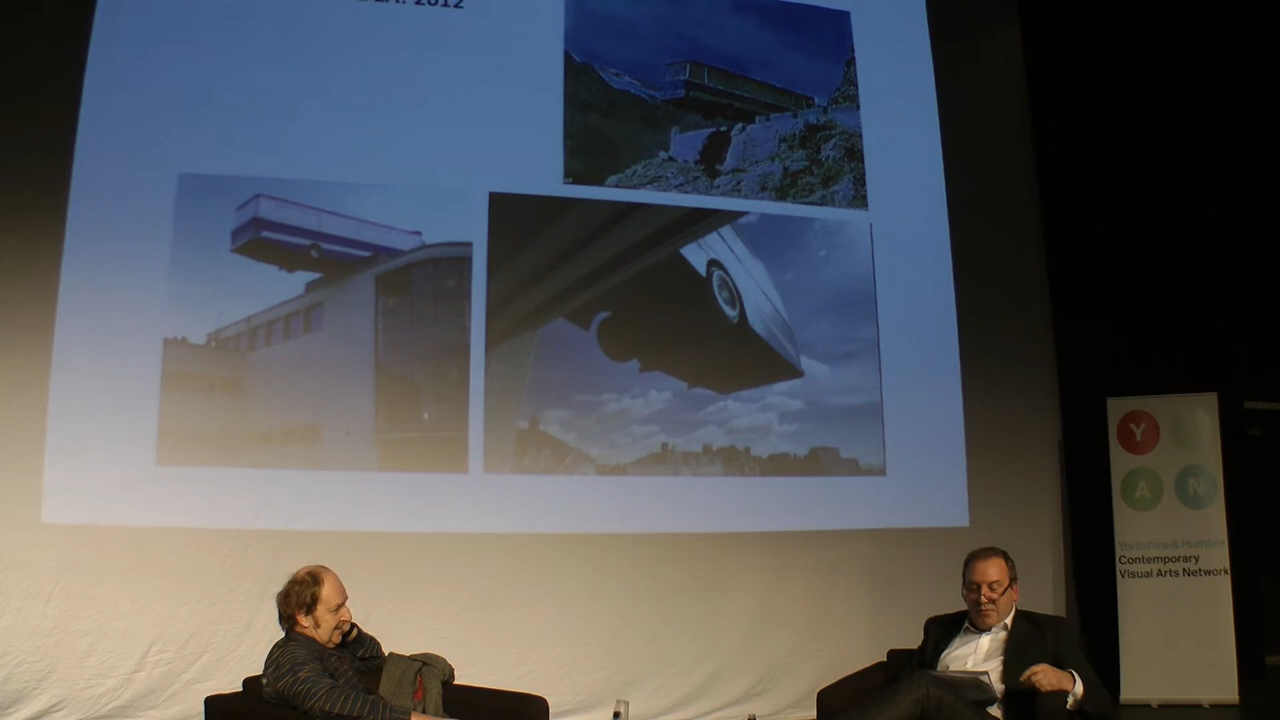 2012
Y
A N
Yorkshire & Humber
Contemporary
Visual Arts Network